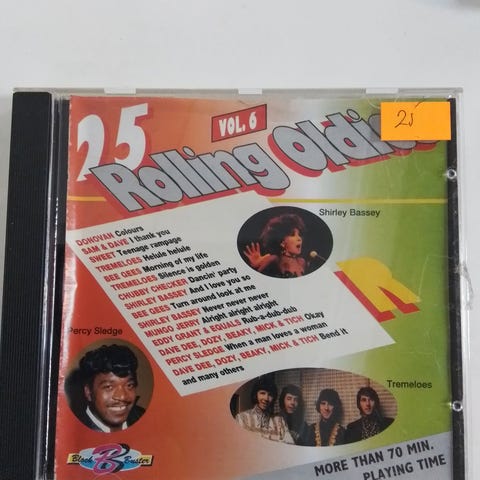 25
VOL. 6
25
Rolling Oldies
Shirley Bassey
DONOVAN Colours
SAM & DAVE I thank you
SWEET Teenage rampage
TREMELOES Helule helule
BEE GEES Morning of my life
TREMELOES Silence is golden
CHUBBY CHECKER Dancin' party
SHIRLEY BASSEY And I love you so
BEE GEES Turn around look at me
SHIRLEY BASSEY Never never never
MUNGO JERRY Alright alright alright
EDDY GRANT & EQUALS Rub-a-dub-dub
DAVE DEE, DOZY, BEAKY, MICK & TICH Okay
PERCY SLEDGE When a man loves a woman
DAVE DEE, DOZY, BEAKY, MICK & TICH Bend it
and many others
R
Percy Sledge
Tremeloes
Block B Buster
MORE THAN 70 MIN.
PLAYING TIME